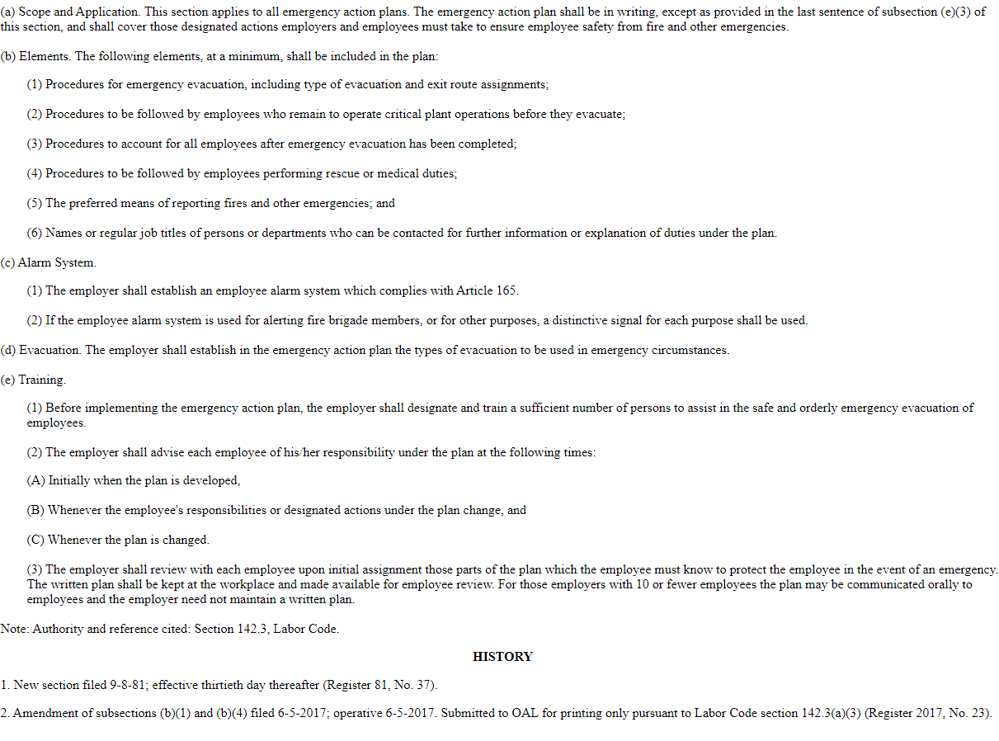 (a) Scope and Application. This section applies to all emergency action plans. The emergency action plan shall be in writing, except as provided in the last sentence of subsection (e)(3) of
this section, and shall cover those designated actions employers and employees must take to ensure employee safety from fire and other emergencies.
(b) Elements. The following elements, at a minimum, shall be included in the plan:
(1) Procedures for emergency evacuation, including type of evacuation and exit route assignments;
(2) Procedures to be followed by employees who remain to operate critical plant operations before they evacuate;
(3) Procedures to account for all employees after emergency evacuation has been completed;
(4) Procedures to be followed by employees performing rescue or medical duties;
(5) The preferred means of reporting fires and other emergencies; and
(6) Names or regular job titles of persons or departments who can be contacted for further information or explanation of duties under the plan.
(c) Alarm System.
(1) The employer shall establish an employee alarm system which complies with Article 165.
(2) If the employee alarm system is used for alerting fire brigade members, or for other purposes, a distinctive signal for each purpose shall be used.
(d) Evacuation. The employer shall establish in the emergency action plan the types of evacuation to be used in emergency circumstances.
(e) Training.
(1) Before implementing the emergency action plan, the employer shall designate and train a sufficient number of persons to assist in the safe and orderly emergency evacuation of
employees.
(2) The employer shall advise each employee of his/her responsibility under the plan at the following times:
(A) Initially when the plan is developed,
(B) Whenever the employee's responsibilities or designated actions under the plan change, and
(C) Whenever the plan is changed.
(3) The employer shall review with each employee upon initial assignment those parts of the plan which the employee must know to protect the employee in the event of an emergency.
The written plan shall be kept at the workplace and made available for employee review. For those employers with 10 or fewer employees the plan may be communicated orally to
employees and the employer need not maintain a written plan.
Note: Authority and reference cited: Section 142.3, Labor Code.
HISTORY
1. New section filed 9-8-81; effective thirtieth day thereafter (Register 81, No. 37).
2. Amendment of subsections (b)(1) and (b)(4) filed 6-5-2017; operative 6-5-2017. Submitted to OAL for printing only pursuant to Labor Code section 142.3(a)(3) (Register 2017, No. 23).